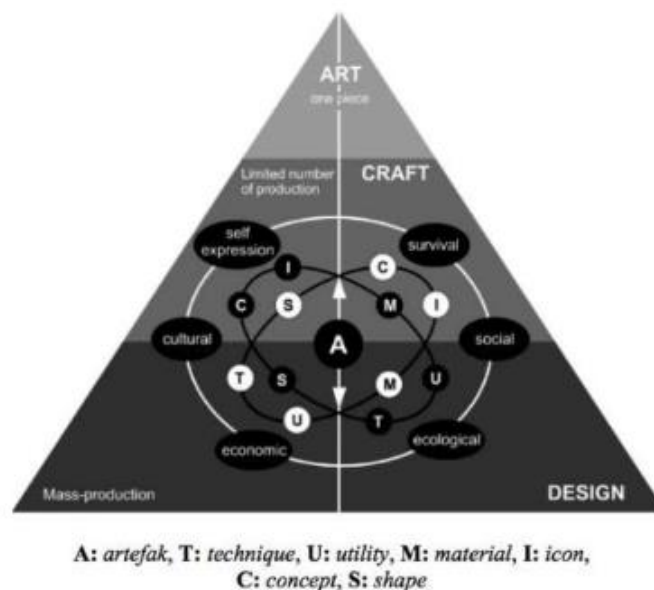 ART
one piece
Limited number
of production
CRAFT
self
expression
survival
I
C
C
S
M
I
cultural
A
social
T
S
M
U
U
T
economic
ecological
Mass-production
DESIGN
A: artefak, T: technique, U: utility, M: material, I: icon,
C: concept, S: shape